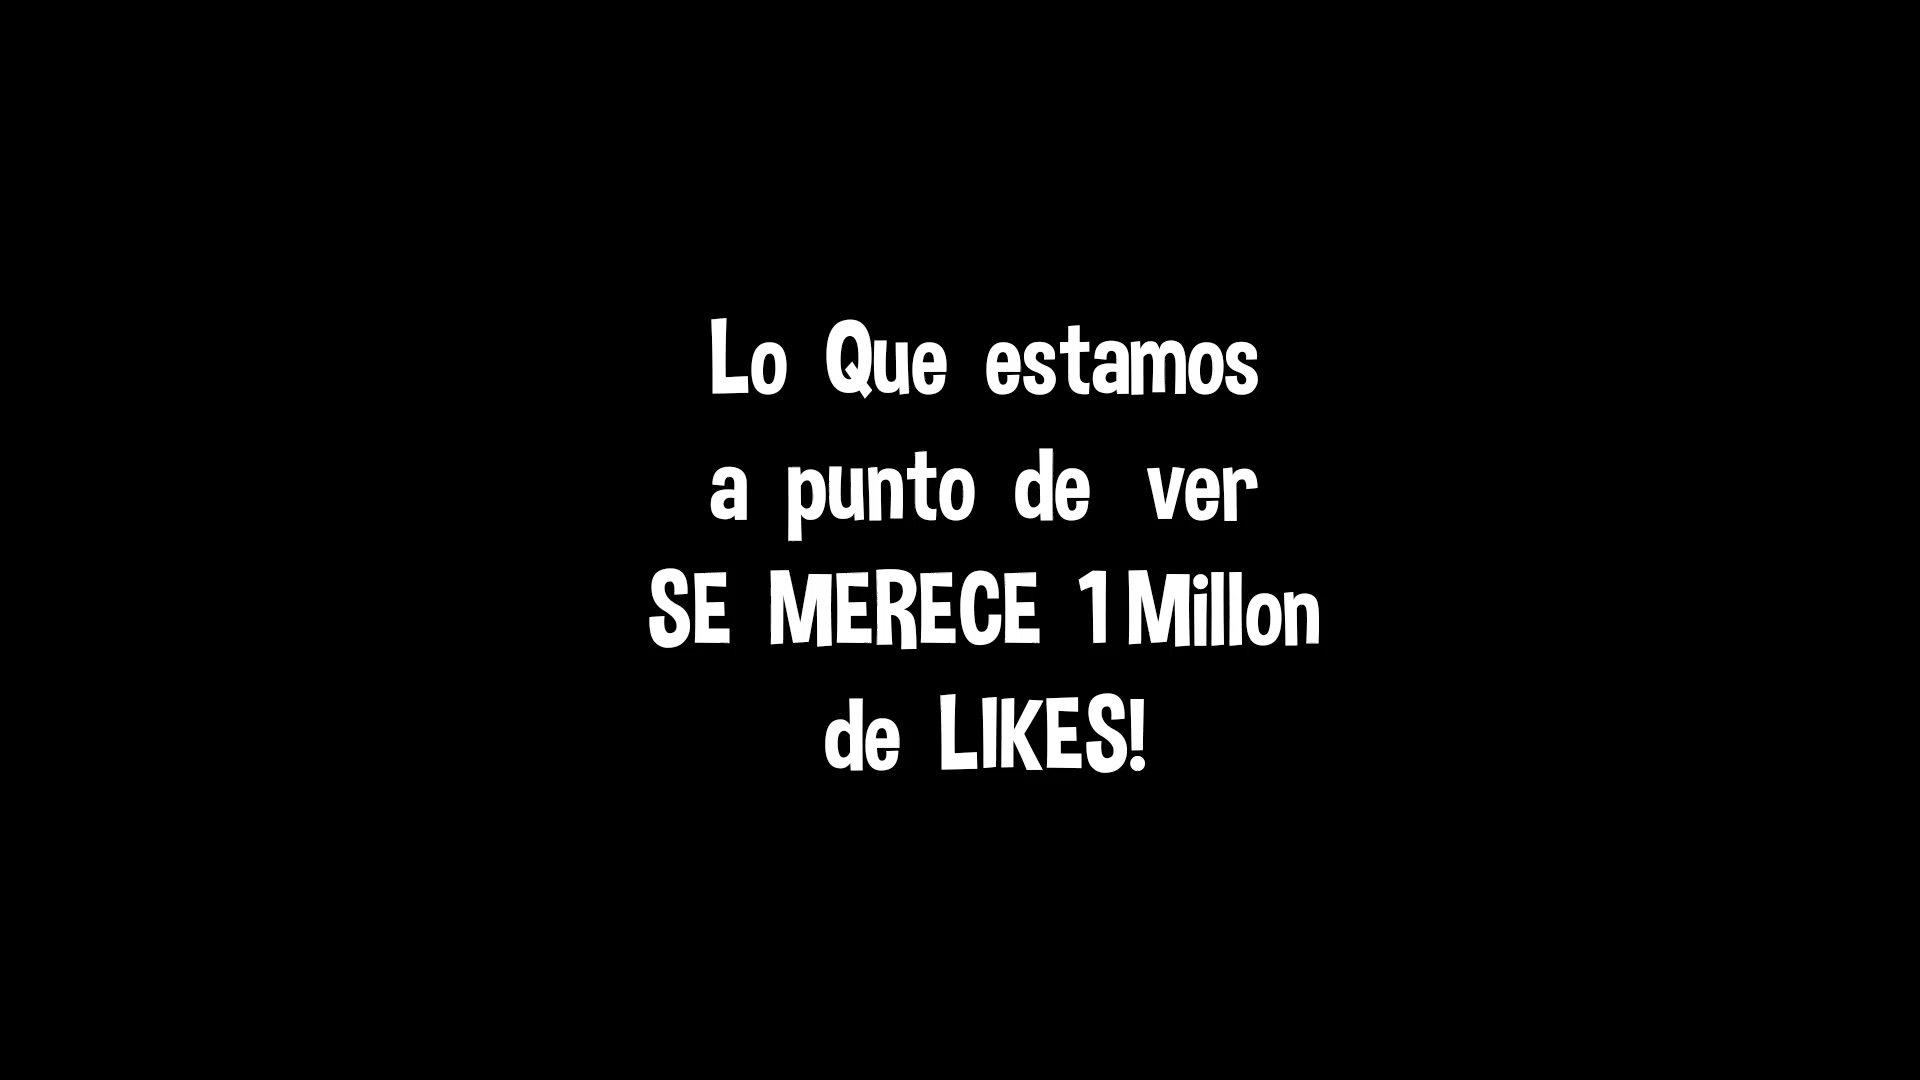 Lo Que estamos
a punto de ver
SE MERECE 1 Millon
de LIKES!